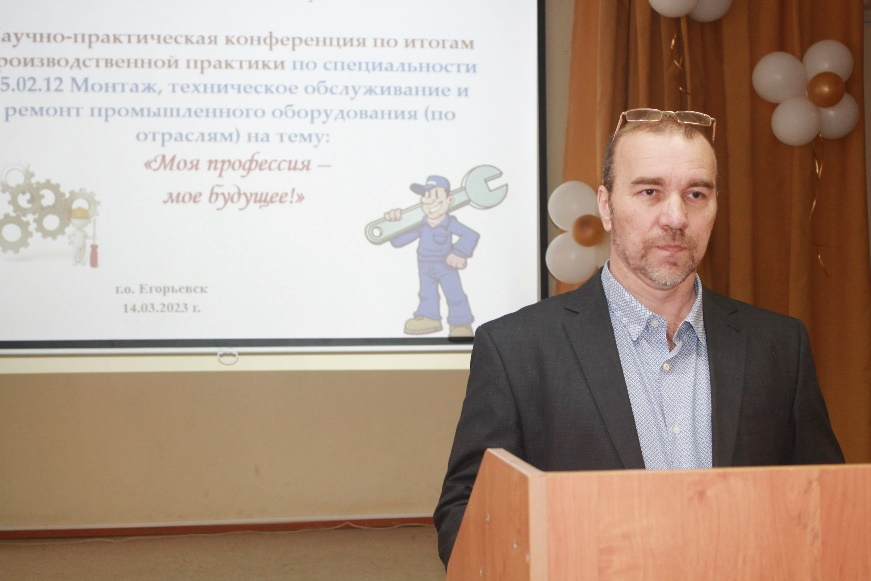 аучно-практическая конференция по итогам
роизводственной практики по специальности
5.02.12 Монтаж, техническое обслуживание и
ремонт промышленного оборудования (по
отраслям) на тему:
«Моя профессия –
мое будущее!»
г.о. Егорьевск
14.03.2023 г.